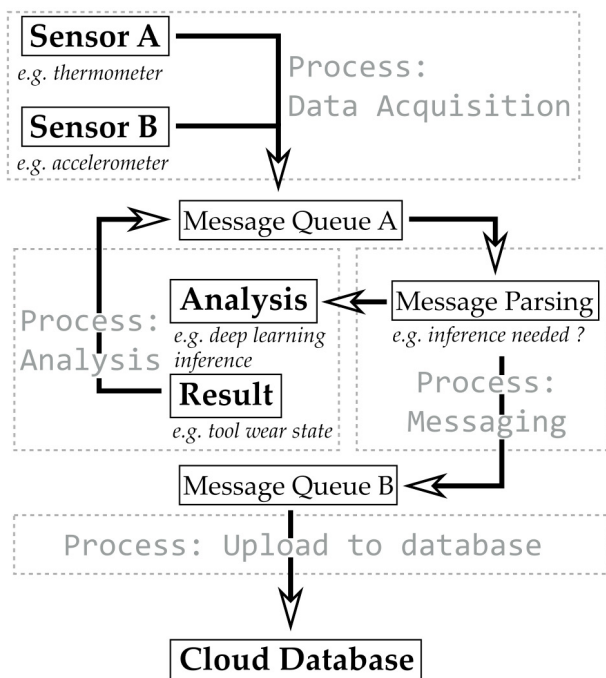 Sensor A
e.g. thermometer
Process:
Data Acquisition
Sensor B
e.g. accelerometer
Message Queue A
Analysis
e.g. deep learning
inference
Process:
Analysis
Message Parsing
e.g. inference needed ?
Result
e.g. tool wear state
Process:
Messaging
Message Queue B
Process: Upload to database
Cloud Database